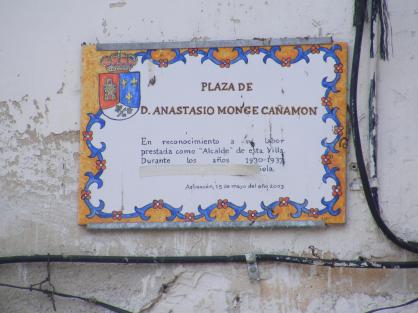 PLAZA DE
D. ANASTASIO MONGE CAÑAMON
En reconocimiento a su labor
prestada como "Alcalde" de esta Villa.
Durante los años 1930-1937,
Astrancón, 15 de mayo del año 2003